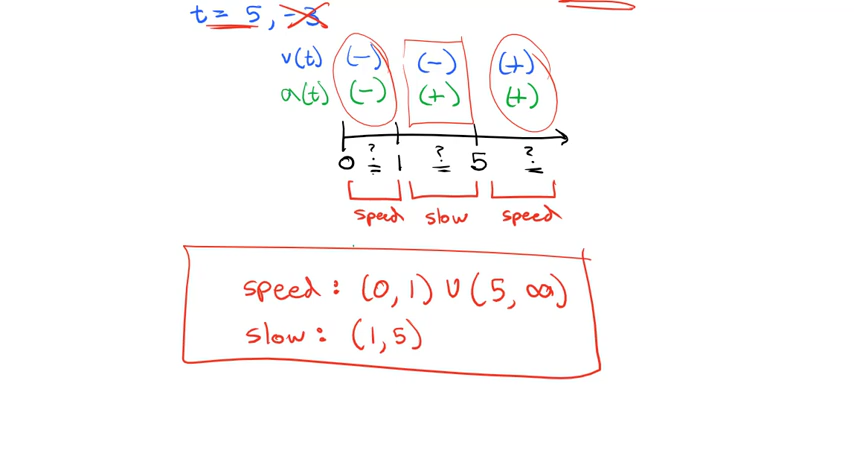 t = 5, -3
v(t) (-) (-) (+)
a(t) (-) (+) (+)
? ? ?
0 1 5
speed slow speed
speed: (0, 1) ∪ (5, ∞)
slow: (1, 5)